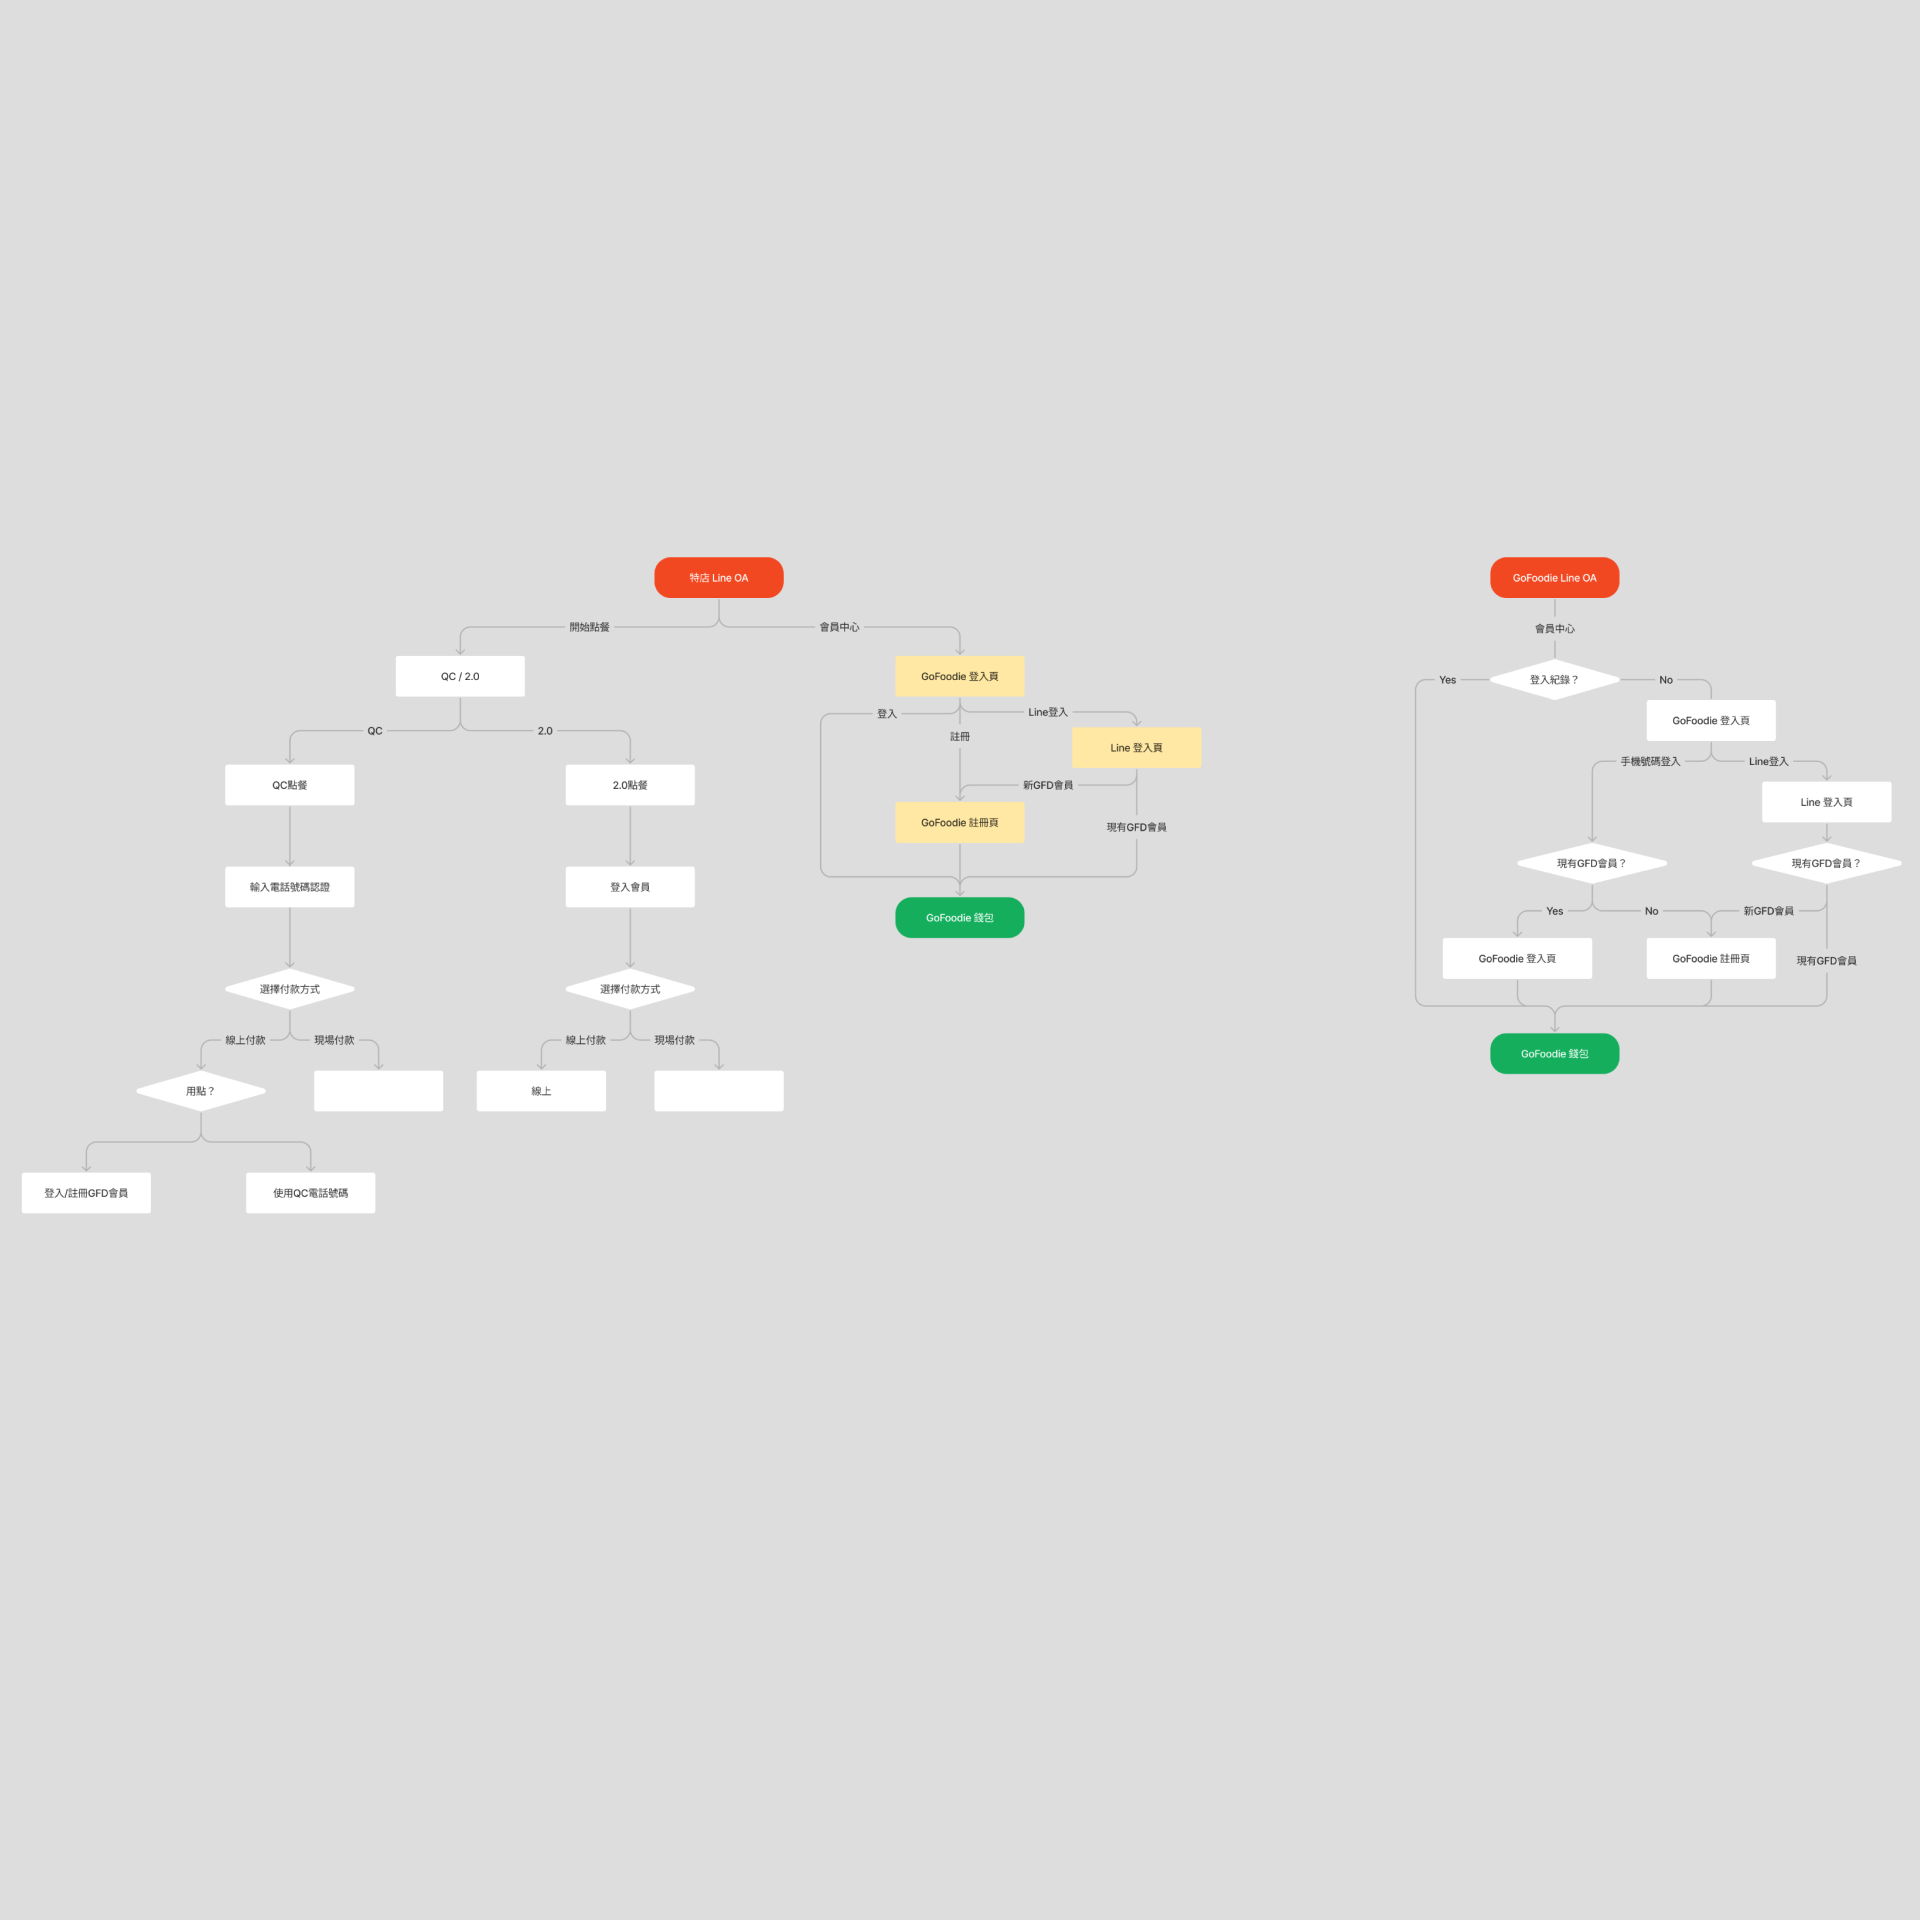 特店 Line OA
開始點餐
會員中心
QC / 2.0
GoFoodie 登入頁
登入
Line登入
QC
2.0
註冊
Line 登入頁
QC點餐
2.0點餐
新GFD會員
GoFoodie 註冊頁
現有GFD會員
輸入電話號碼認證
登入會員
GoFoodie 錢包
選擇付款方式
選擇付款方式
線上付款
現場付款
線上付款
現場付款
用點？
線上
登入/註冊GFD會員
使用QC電話號碼
GoFoodie Line OA
會員中心
Yes
登入紀錄？
No
GoFoodie 登入頁
手機號碼登入
Line登入
Line 登入頁
現有GFD會員？
現有GFD會員？
Yes
No
新GFD會員
GoFoodie 登入頁
GoFoodie 註冊頁
現有GFD會員
GoFoodie 錢包